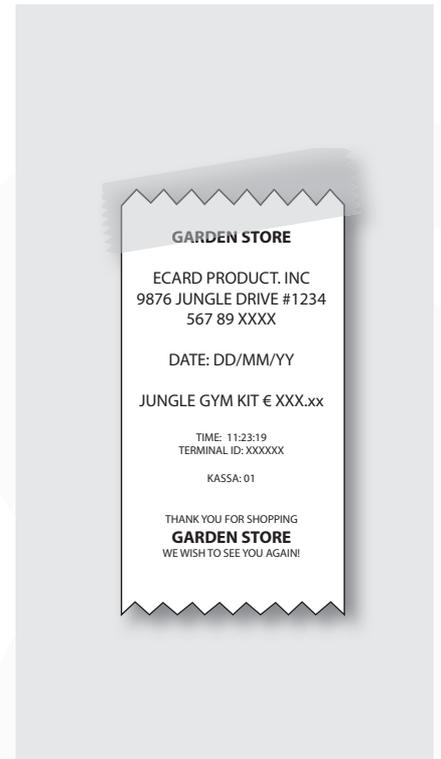 GARDEN STORE
ECARD PRODUCT. INC
9876 JUNGLE DRIVE #1234
567 89 XXXX
DATE: DD/MM/YY
JUNGLE GYM KIT € XXX.xx
TIME: 11:23:19
TERMINAL ID: XXXXXX
KASSA: 01
THANK YOU FOR SHOPPING
GARDEN STORE
WE WISH TO SEE YOU AGAIN!